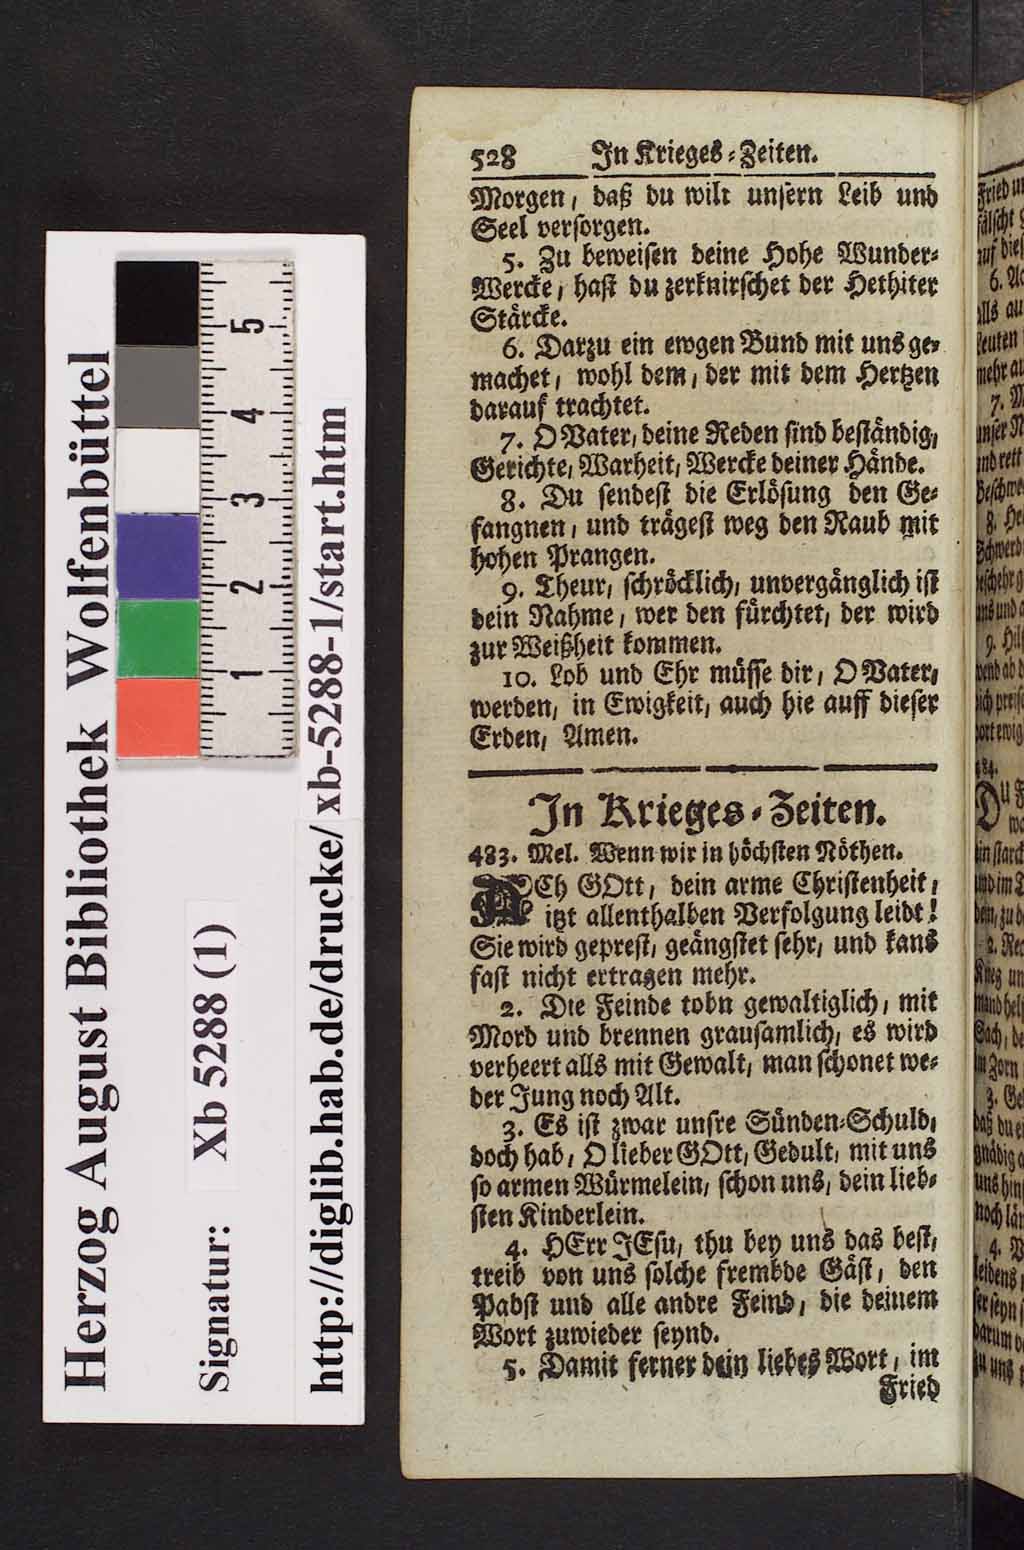 528 In Krieges-Zeiten.
Morgen, daß du wilt unsern Leib und
Seel versorgen.
5. Zu beweisen deine Hohe Wunder-
Wercke, hast du zerknirschet der Hethiter
Stärcke.
6. Darzu ein ewgen Bund mit uns ge-
machet, wohl dem, der mit dem Hertzen
darauf trachtet.
7. O Vater, deine Reden sind beständig,
Gerichte, Warheit, Wercke deiner Hände.
8. Du sendest die Erlösung den Ge-
fangnen, und trägest weg den Raub mit
hohen Prangen.
9. Theur, schröcklich, unvergänglich ist
dein Nahme, wer den fürchtet, der wird
zur Weißheit kommen.
10. Lob und Ehr müsse dir, O Vater,
werden, in Ewigkeit, auch hie auff dieser
Erden, Amen.
In Krieges-Zeiten.
483. Mel. Wenn wir in höchsten Nöthen.
ACh GOtt, dein arme Christenheit,
itzt allenthalben Verfolgung leidt!
Sie wird geprest, geängstet sehr, und kans
fast nicht ertragen mehr.
2. Die Feinde tobn gewaltiglich, mit
Mord und brennen grausamlich, es wird
verheert alls mit Gewalt, man schonet we-
der Jung noch Alt.
3. Es ist zwar unsre Sünden-Schuld,
doch hab, O lieber GOtt, Gedult, mit uns
so armen Würmelein, schon uns, dein lieb-
sten Kinderlein.
4. HErr JEsu, thu bey uns das best,
treib von uns solche frembde Gäst, den
Pabst und alle andre Feind, die deinem
Wort zuwieder seynd.
5. Damit ferner dein liebes Wort, im
Fried
Herzog August Bibliothek Wolfenbüttel
Signatur: Xb 5288 (1)
http://diglib.hab.de/drucke/ xb-5288-1/start.htm
5
4
3
2
1